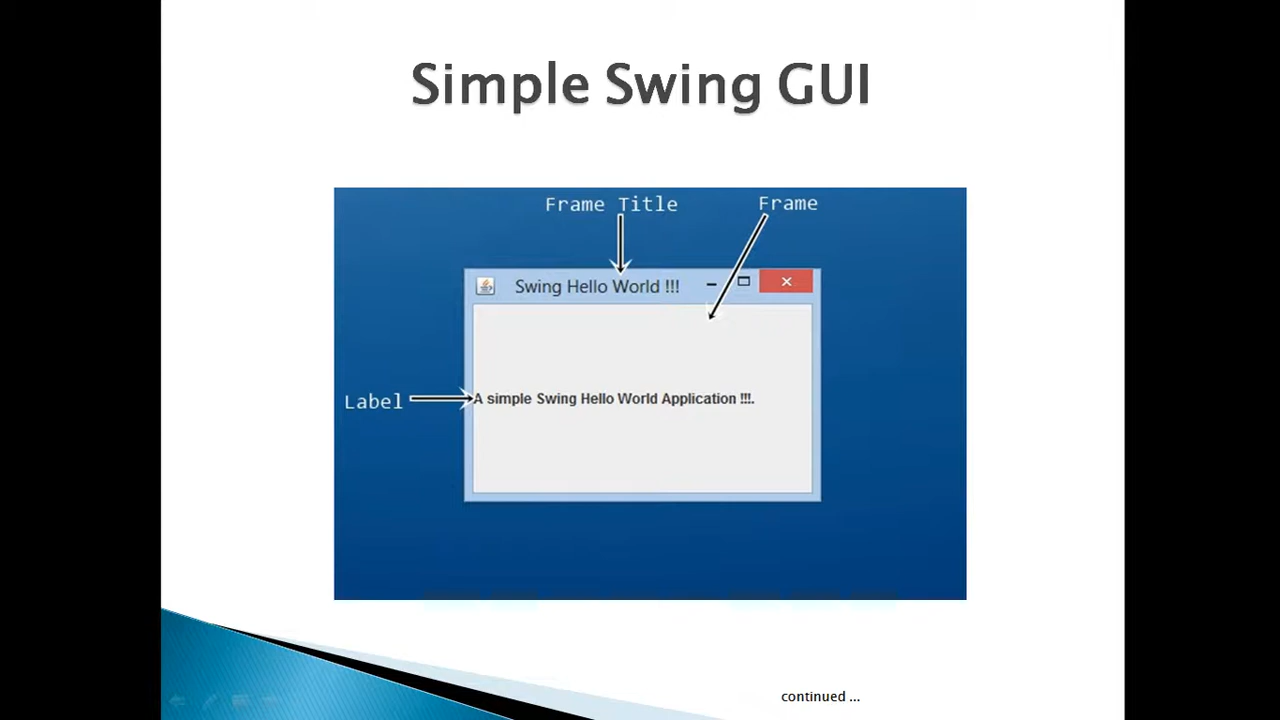 Simple Swing GUI
Frame Title
Frame
Swing Hello World !!!
Label
A simple Swing Hello World Application !!!.
continued ...